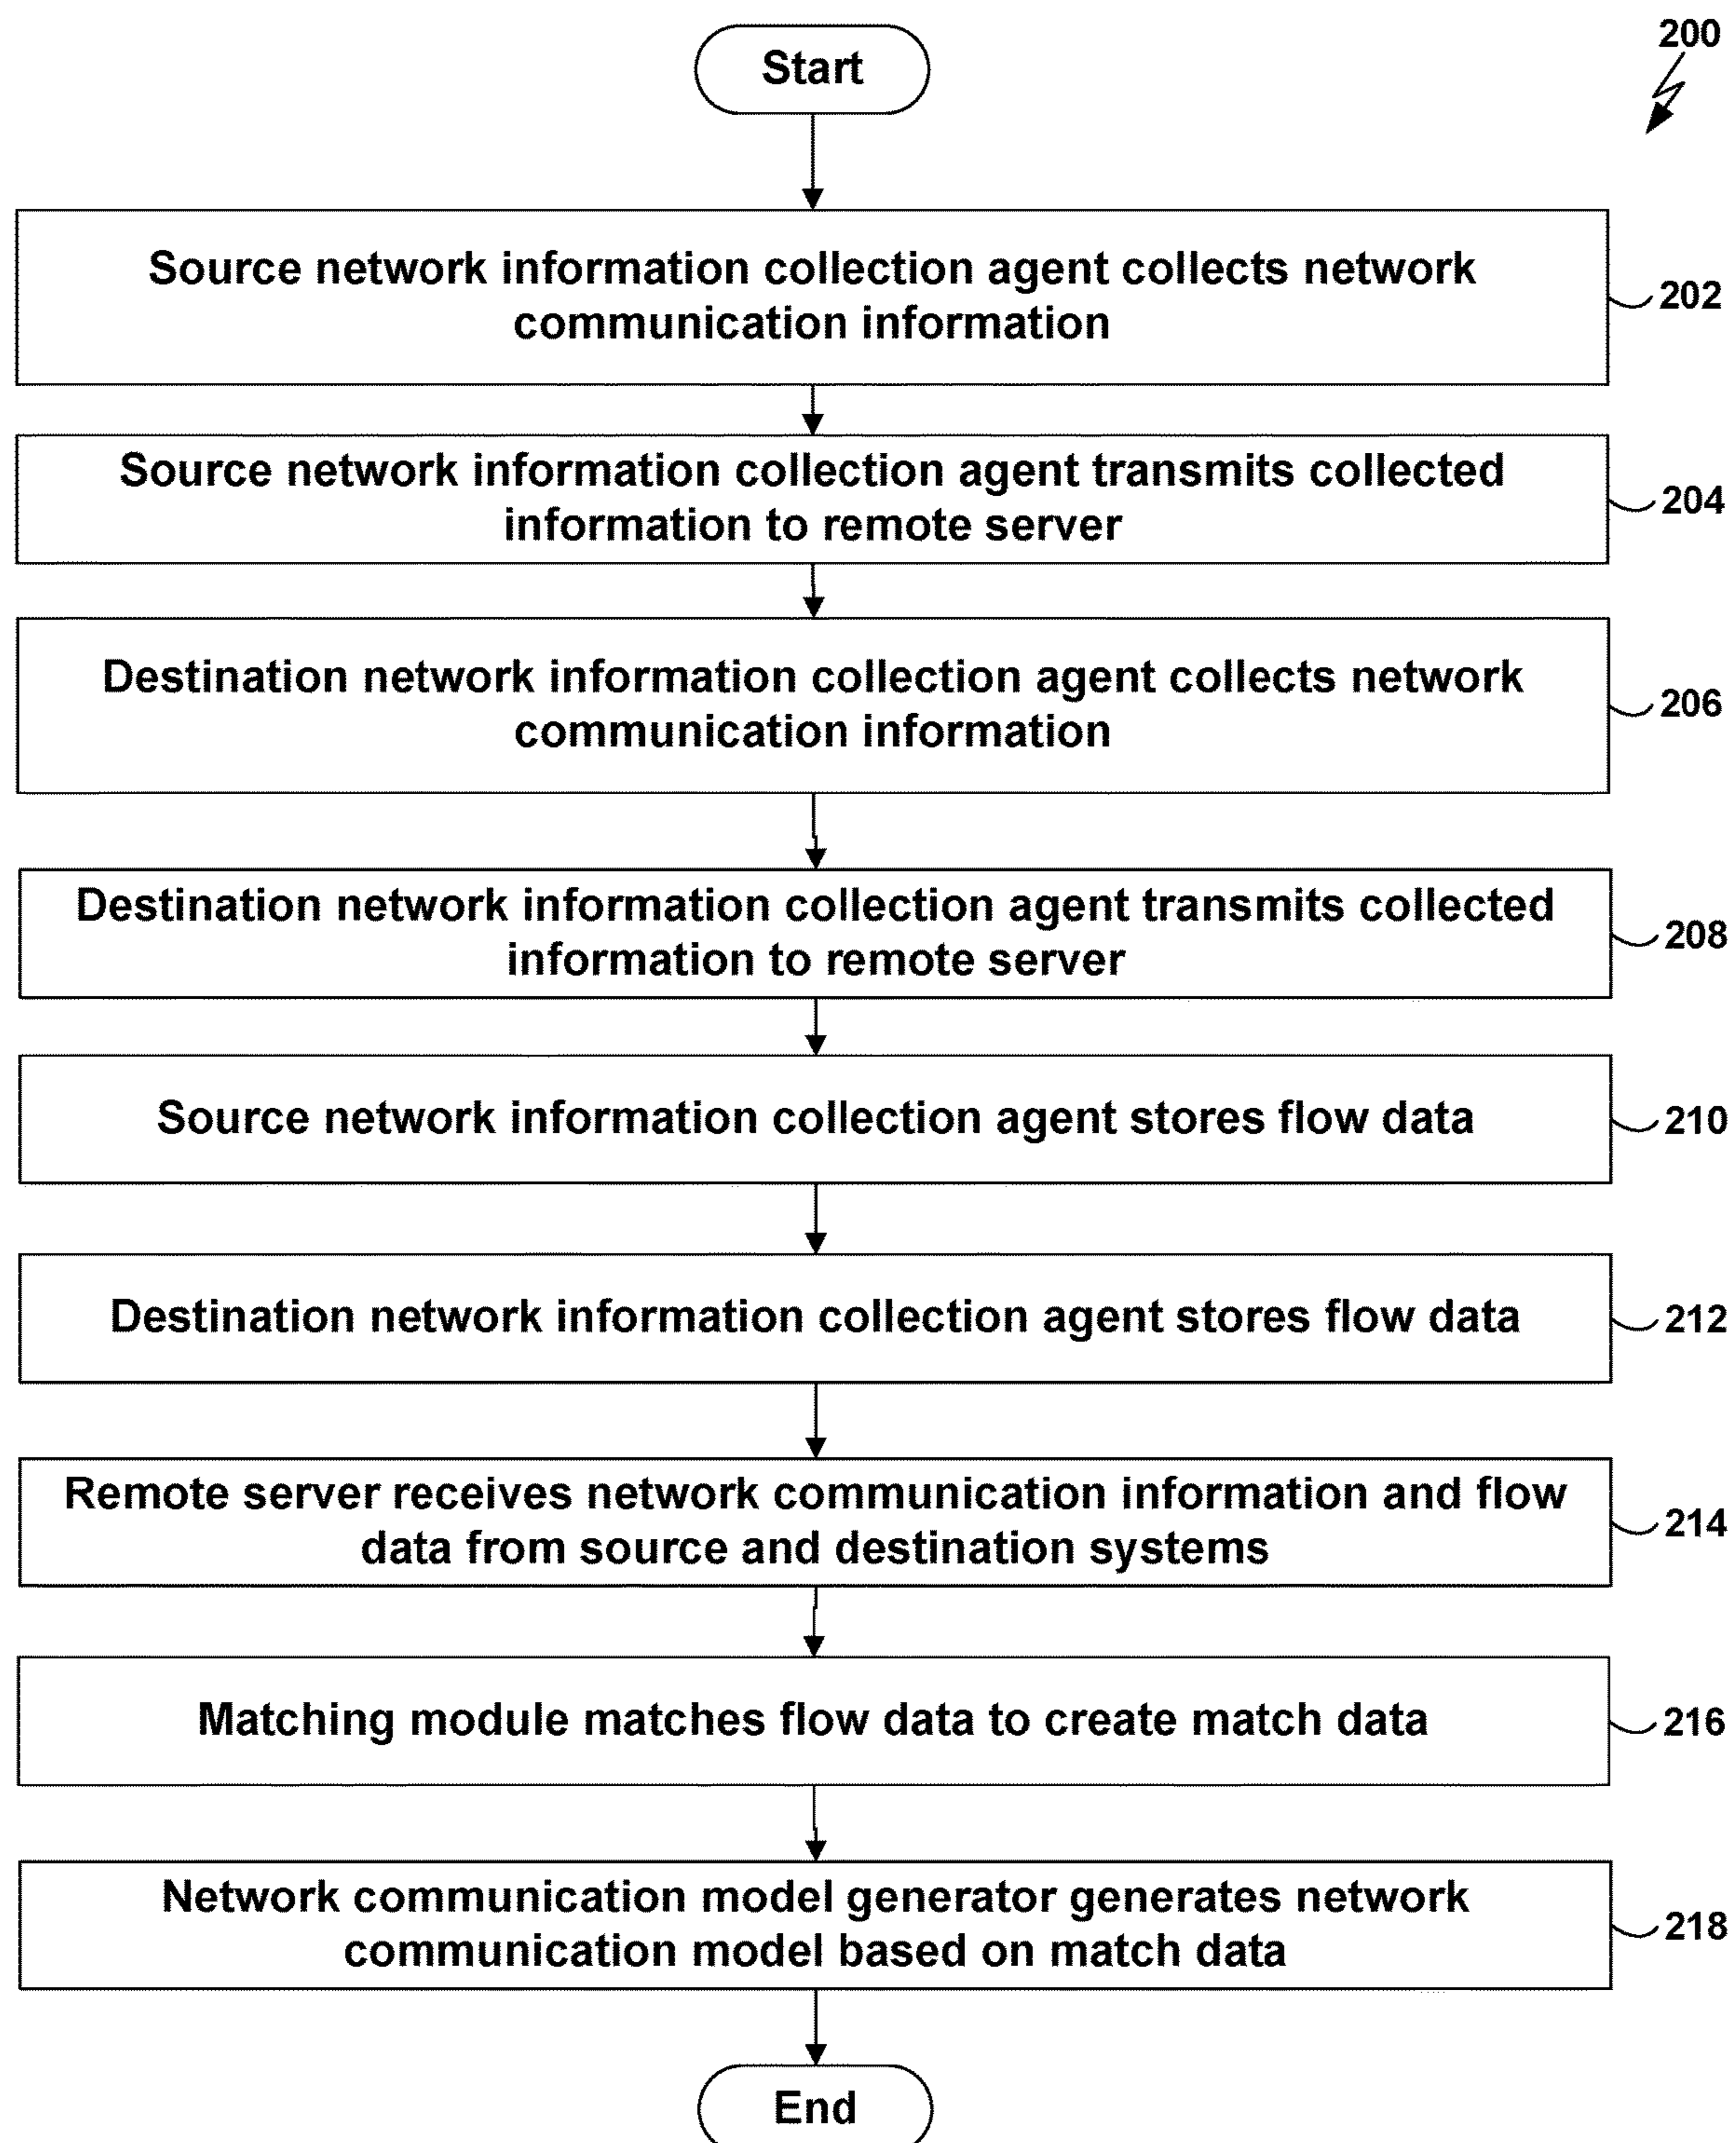 200
Start
Source network information collection agent collects network
communication information
202
Source network information collection agent transmits collected
information to remote server
204
Destination network information collection agent collects network
communication information
206
Destination network information collection agent transmits collected
information to remote server
208
Source network information collection agent stores flow data
210
Destination network information collection agent stores flow data
212
Remote server receives network communication information and flow
data from source and destination systems
214
Matching module matches flow data to create match data
216
Network communication model generator generates network
communication model based on match data
218
End